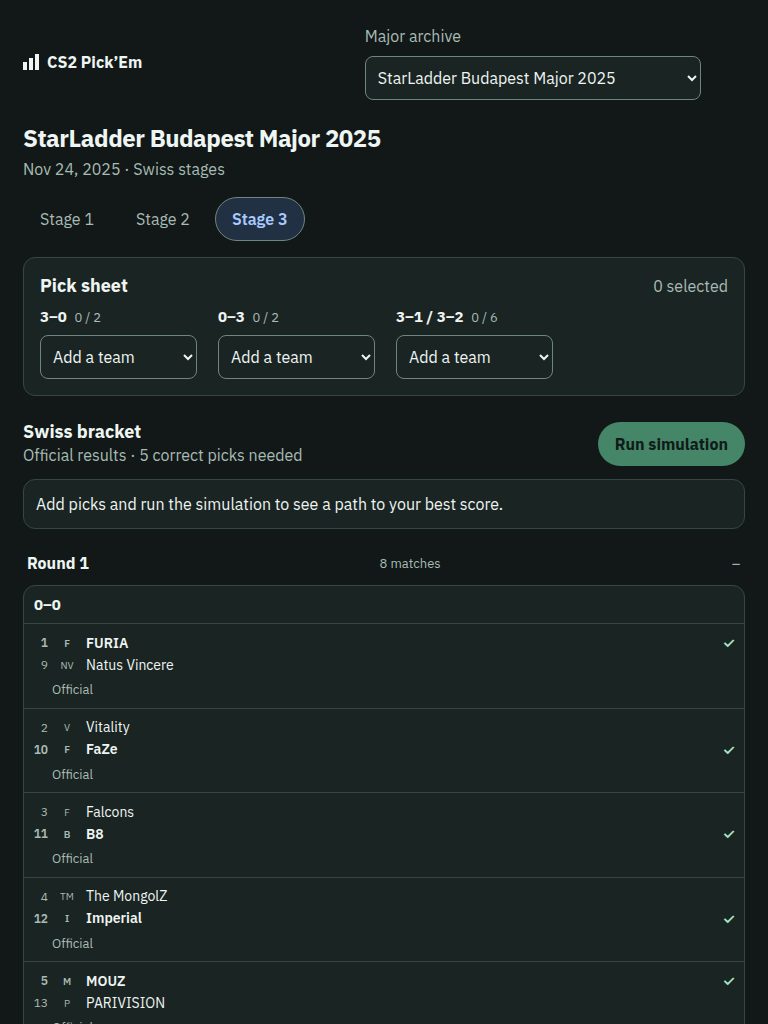 Major archive
CS2 Pick’Em
StarLadder Budapest Major 2025
StarLadder Budapest Major 2025
Nov 24, 2025 · Swiss stages
Stage 1 Stage 2 Stage 3
Pick sheet 0 selected
3–0 0 / 2 0–3 0 / 2 3–1 / 3–2 0 / 6
Add a team Add a team Add a team
Swiss bracket
Official results · 5 correct picks needed
Run simulation
Add picks and run the simulation to see a path to your best score.
Round 1 8 matches –
0–0
1 F FURIA ✓
9 NV Natus Vincere
Official
2 V Vitality
10 F FaZe ✓
Official
3 F Falcons
11 B B8 ✓
Official
4 TM The MongolZ
12 I Imperial ✓
Official
5 M MOUZ ✓
13 P PARIVISION